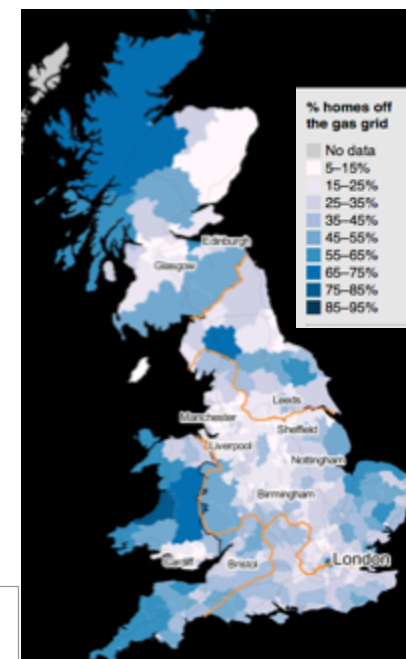 % homes off
the gas grid
No data
5–15%
15–25%
25–35%
35–45%
45–55%
55–65%
65–75%
75–85%
85–95%
Edinburgh
Glasgow
Leeds
Manchester
Sheffield
Liverpool
Nottingham
Birmingham
Cardiff
Bristol
London